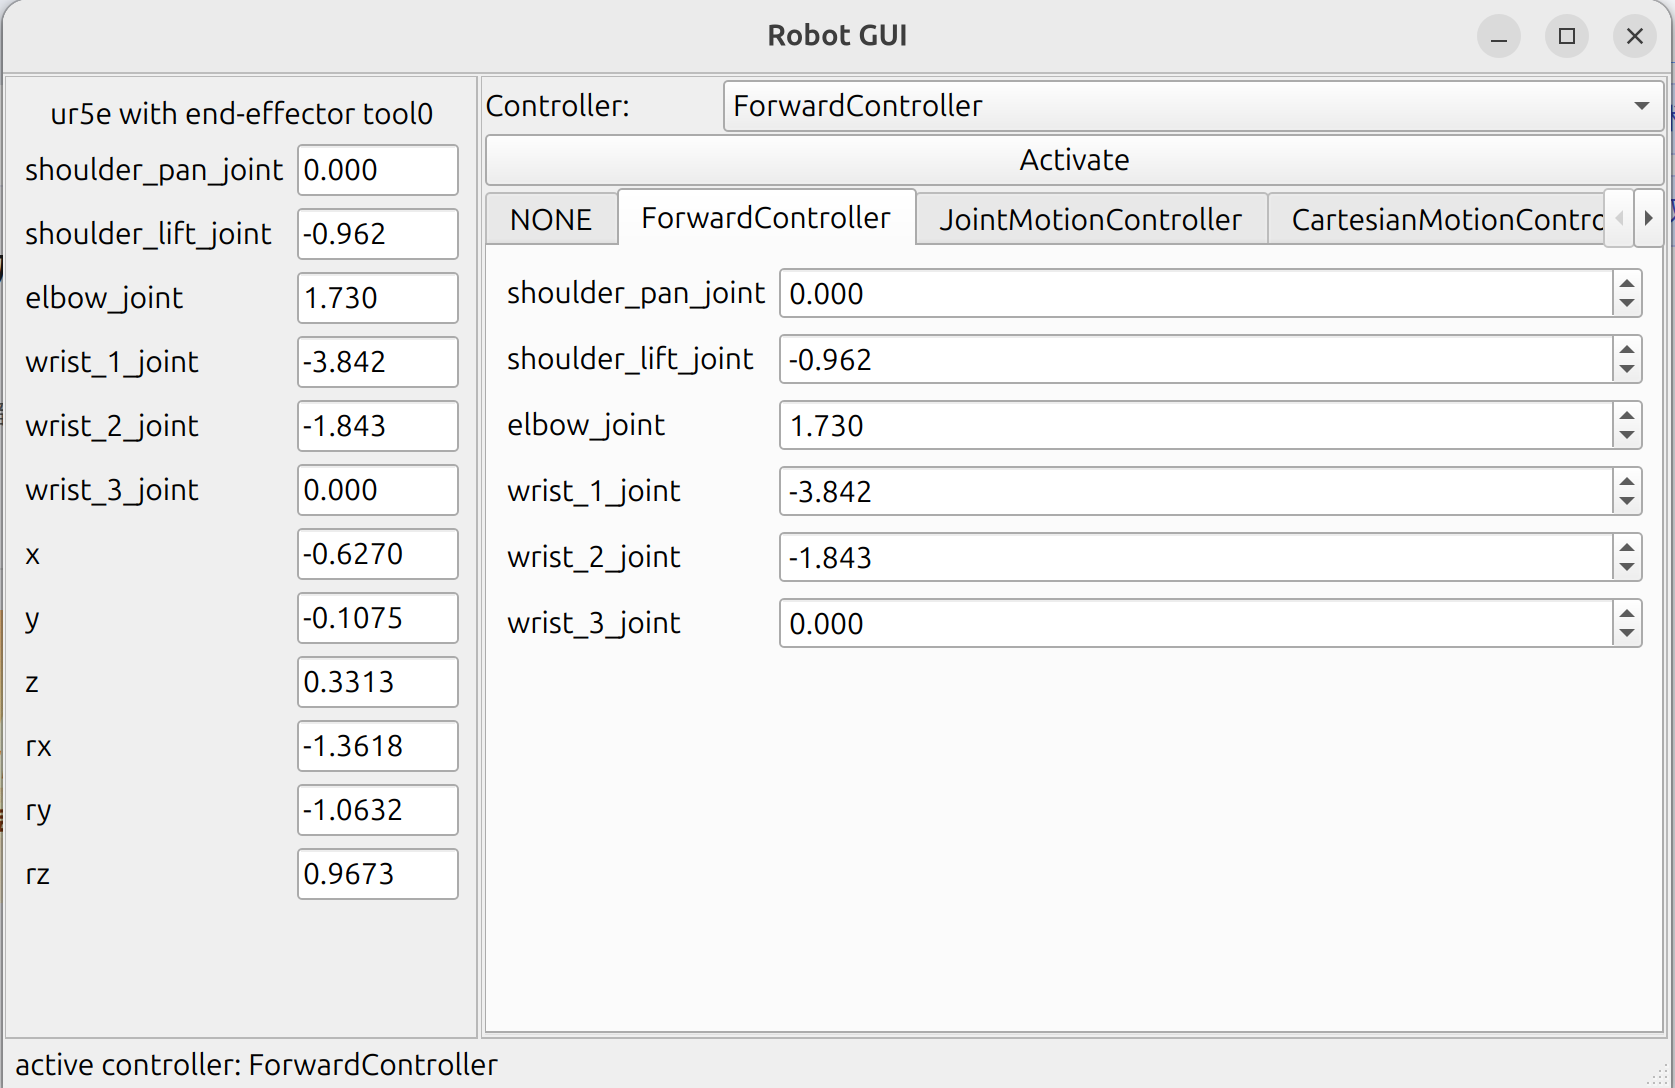 Robot GUI
ur5e with end-effector tool0
shoulder_pan_joint 0.000
shoulder_lift_joint -0.962
elbow_joint 1.730
wrist_1_joint -3.842
wrist_2_joint -1.843
wrist_3_joint 0.000
x -0.6270
y -0.1075
z 0.3313
rx -1.3618
ry -1.0632
rz 0.9673
Controller: ForwardController
Activate
NONE ForwardController JointMotionController CartesianMotionContro
shoulder_pan_joint 0.000
shoulder_lift_joint -0.962
elbow_joint 1.730
wrist_1_joint -3.842
wrist_2_joint -1.843
wrist_3_joint 0.000
active controller: ForwardController